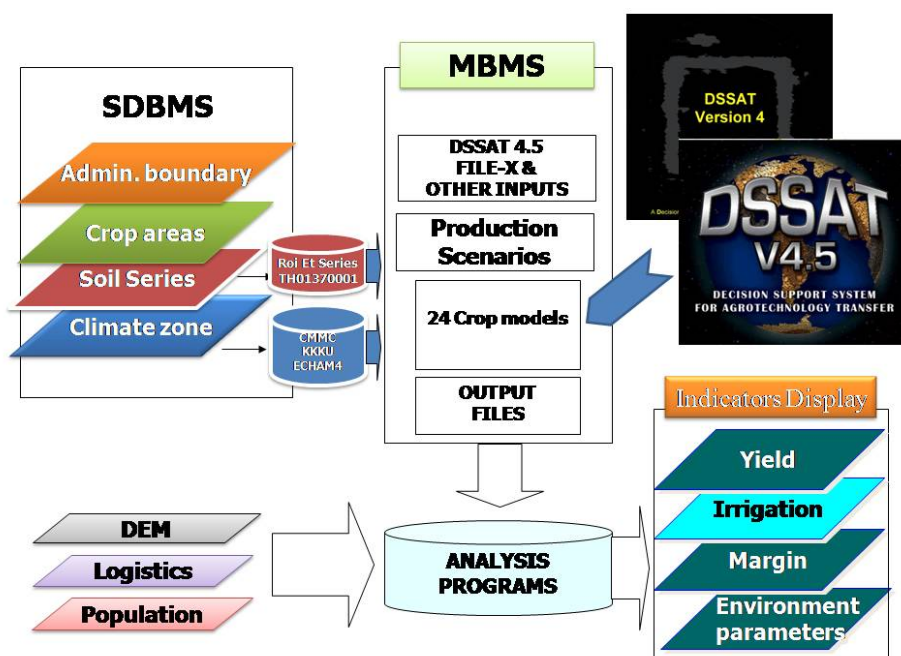 SDBMS
Admin. boundary
Crop areas
Soil Series
Climate zone
Roi Et Series
TH01370001
CMMC
KKKU
ECHAM4
MBMS
DSSAT 4.5
FILE-X &
OTHER INPUTS
Production
Scenarios
24 Crop models
OUTPUT
FILES
DSSAT
Version 4
A Decision
DSSAT
V4.5
DECISION SUPPORT SYSTEM
FOR AGROTECHNOLOGY TRANSFER
DEM
Logistics
Population
ANALYSIS
PROGRAMS
Indicators Display
Yield
Irrigation
Margin
Environment
parameters